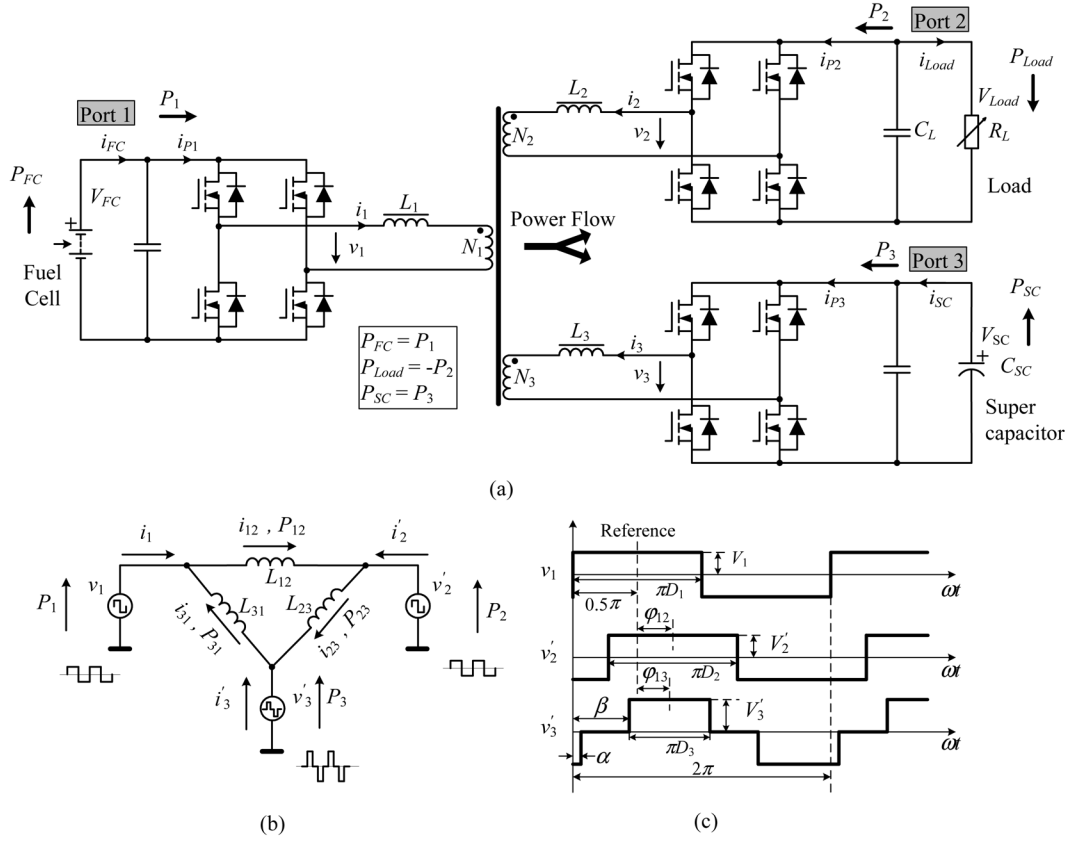 (a)
Port 1
P1
iFC
iP1
PFC
VFC
Fuel
Cell
i1
L1
v1
N1
Power Flow
PFC = P1
PLoad = -P2
PSC = P3
P2
Port 2
iP2
iLoad
PLoad
L2
i2
v2
N2
CL
VLoad
RL
Load
P3
Port 3
iP3
iSC
PSC
L3
i3
v3
N3
VSC
+
CSC
Super
capacitor
+
(b)
i1
i12 , P12
i'2
v1
L12
v'2
P1
L31
L23
P2
i31 , P31
i23 , P23
i'3
v'3
P3
(c)
Reference
v1
V1
πD1
0.5π
ωt
φ12
v'2
V'2
πD2
ωt
φ13
β
V'3
v'3
πD3
ωt
α
2π